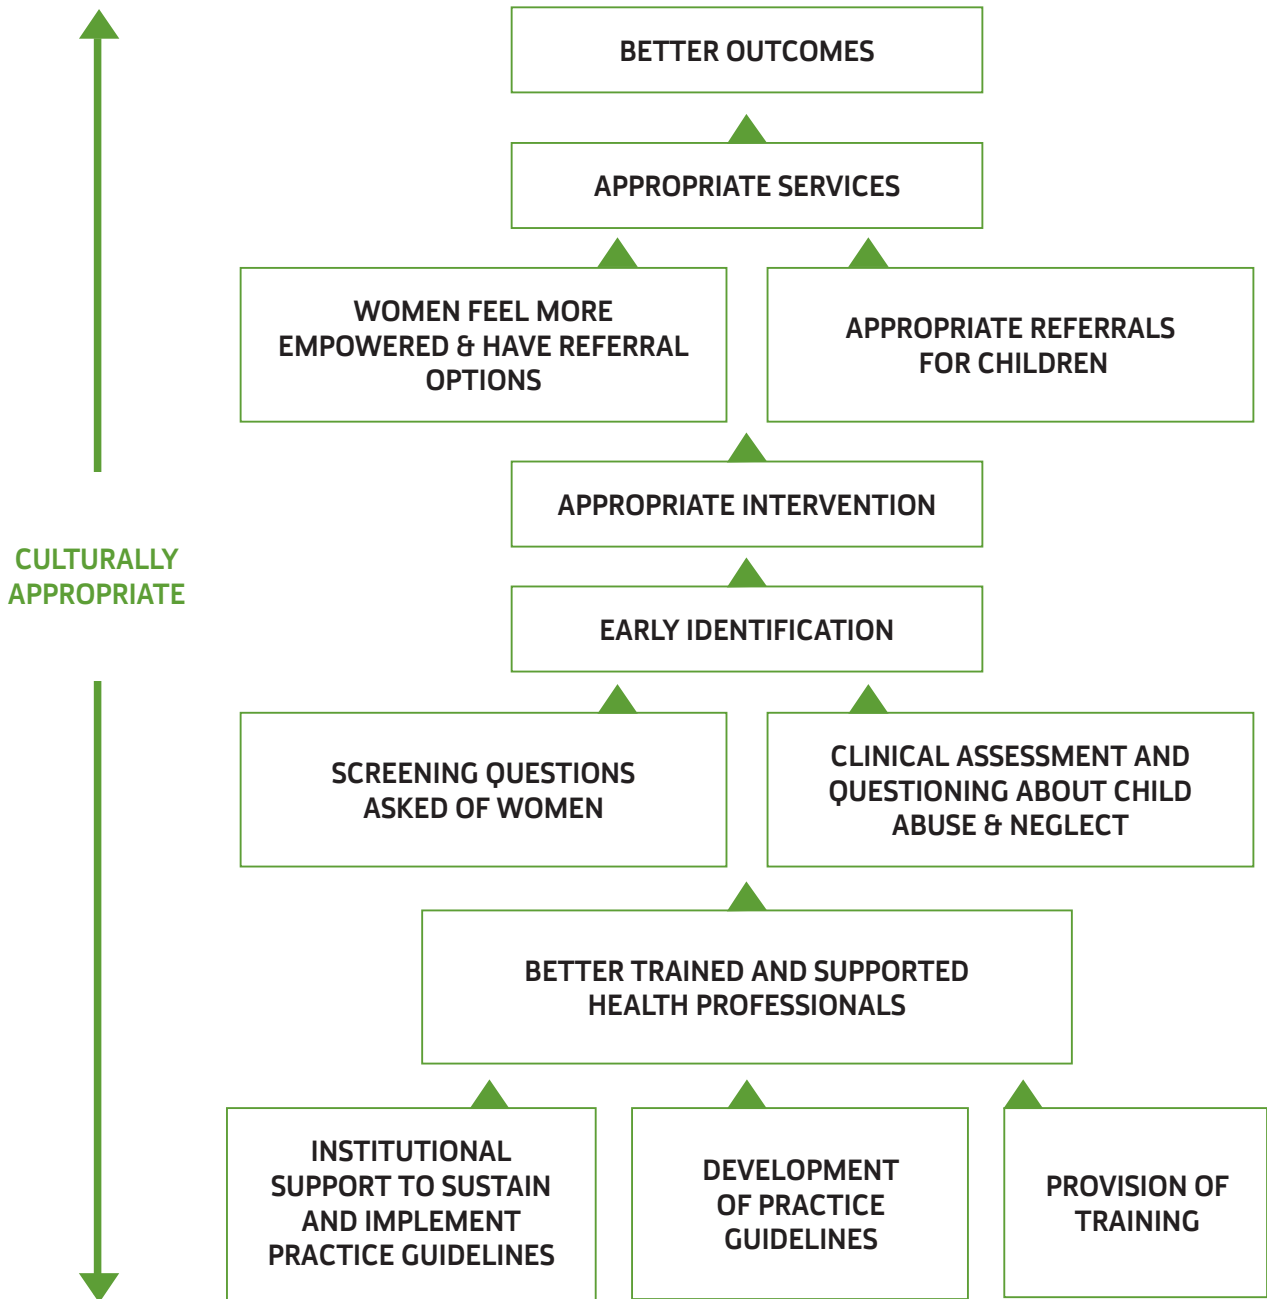 BETTER OUTCOMES
APPROPRIATE SERVICES
WOMEN FEEL MORE
EMPOWERED & HAVE REFERRAL
OPTIONS
APPROPRIATE REFERRALS
FOR CHILDREN
APPROPRIATE INTERVENTION
CULTURALLY
APPROPRIATE
EARLY IDENTIFICATION
SCREENING QUESTIONS
ASKED OF WOMEN
CLINICAL ASSESSMENT AND
QUESTIONING ABOUT CHILD
ABUSE & NEGLECT
BETTER TRAINED AND SUPPORTED
HEALTH PROFESSIONALS
INSTITUTIONAL
SUPPORT TO SUSTAIN
AND IMPLEMENT
PRACTICE GUIDELINES
DEVELOPMENT
OF PRACTICE
GUIDELINES
PROVISION OF
TRAINING